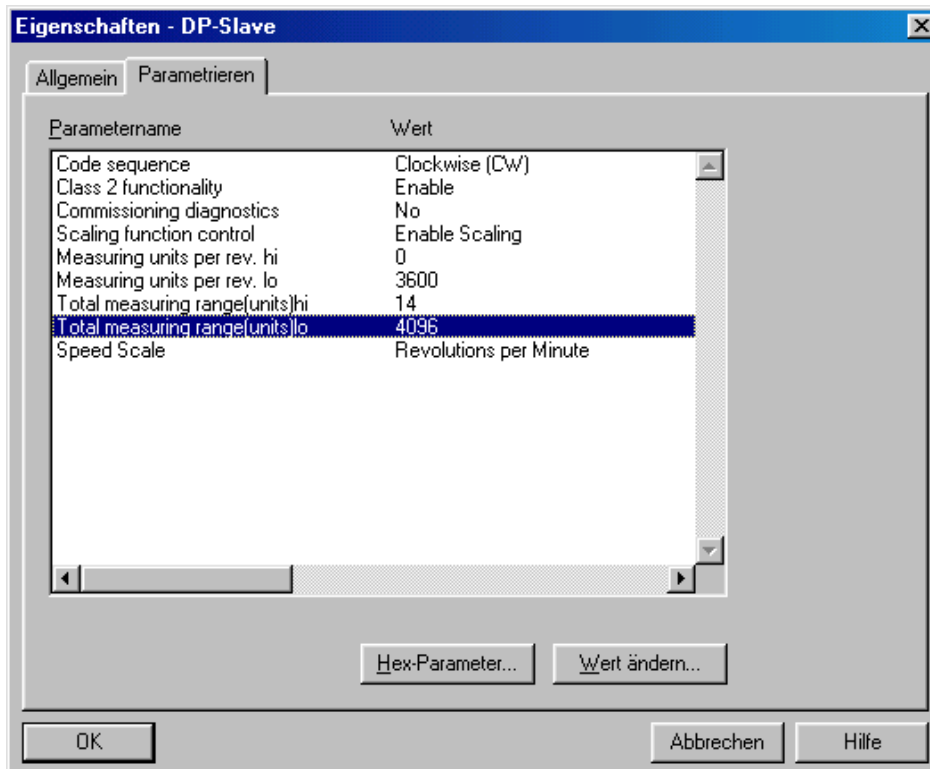 Eigenschaften - DP-Slave
Allgemein Parametrieren
Parametername Wert
Code sequence Clockwise (CW)
Class 2 functionality Enable
Commissioning diagnostics No
Scaling function control Enable Scaling
Measuring units per rev. hi 0
Measuring units per rev. lo 3600
Total measuring range(units)hi 14
Total measuring range(units)lo 4096
Speed Scale Revolutions per Minute
Hex-Parameter... Wert ändern...
OK Abbrechen Hilfe